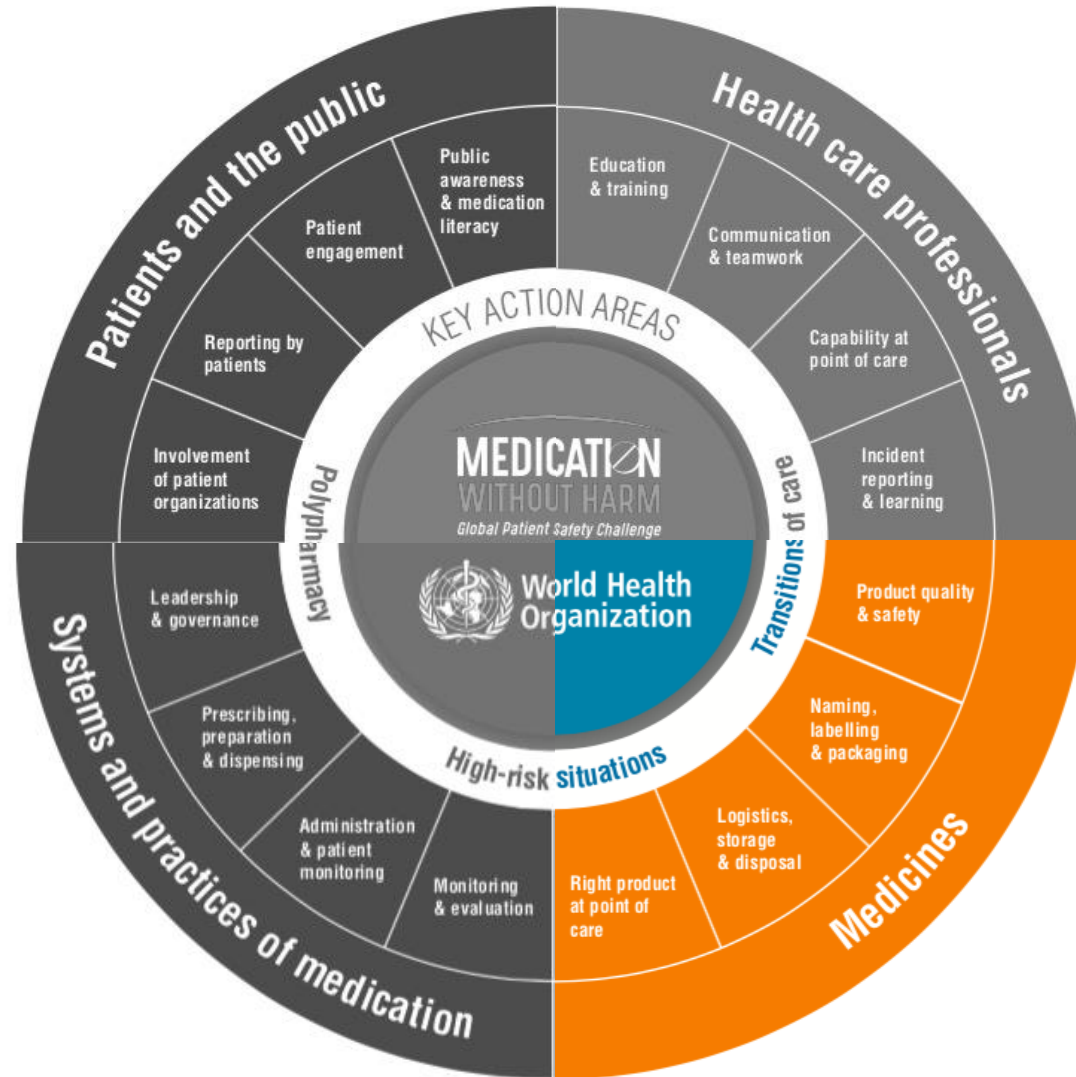 Patients and the public
Public
awareness
& medication
literacy
Patient
engagement
Reporting by
patients
Involvement
of patient
organizations
Health care professionals
Education
& training
Communication
& teamwork
Capability at
point of care
Incident
reporting
& learning
KEY ACTION AREAS
Polypharmacy
Transitions of care
High-risk situations
MEDICATION
WITHOUT HARM
Global Patient Safety Challenge
World Health
Organization
Systems and practices of medication
Leadership
& governance
Prescribing,
preparation
& dispensing
Administration
& patient
monitoring
Monitoring
& evaluation
Medicines
Product quality
& safety
Naming,
labelling
& packaging
Logistics,
storage
& disposal
Right product
at point of
care